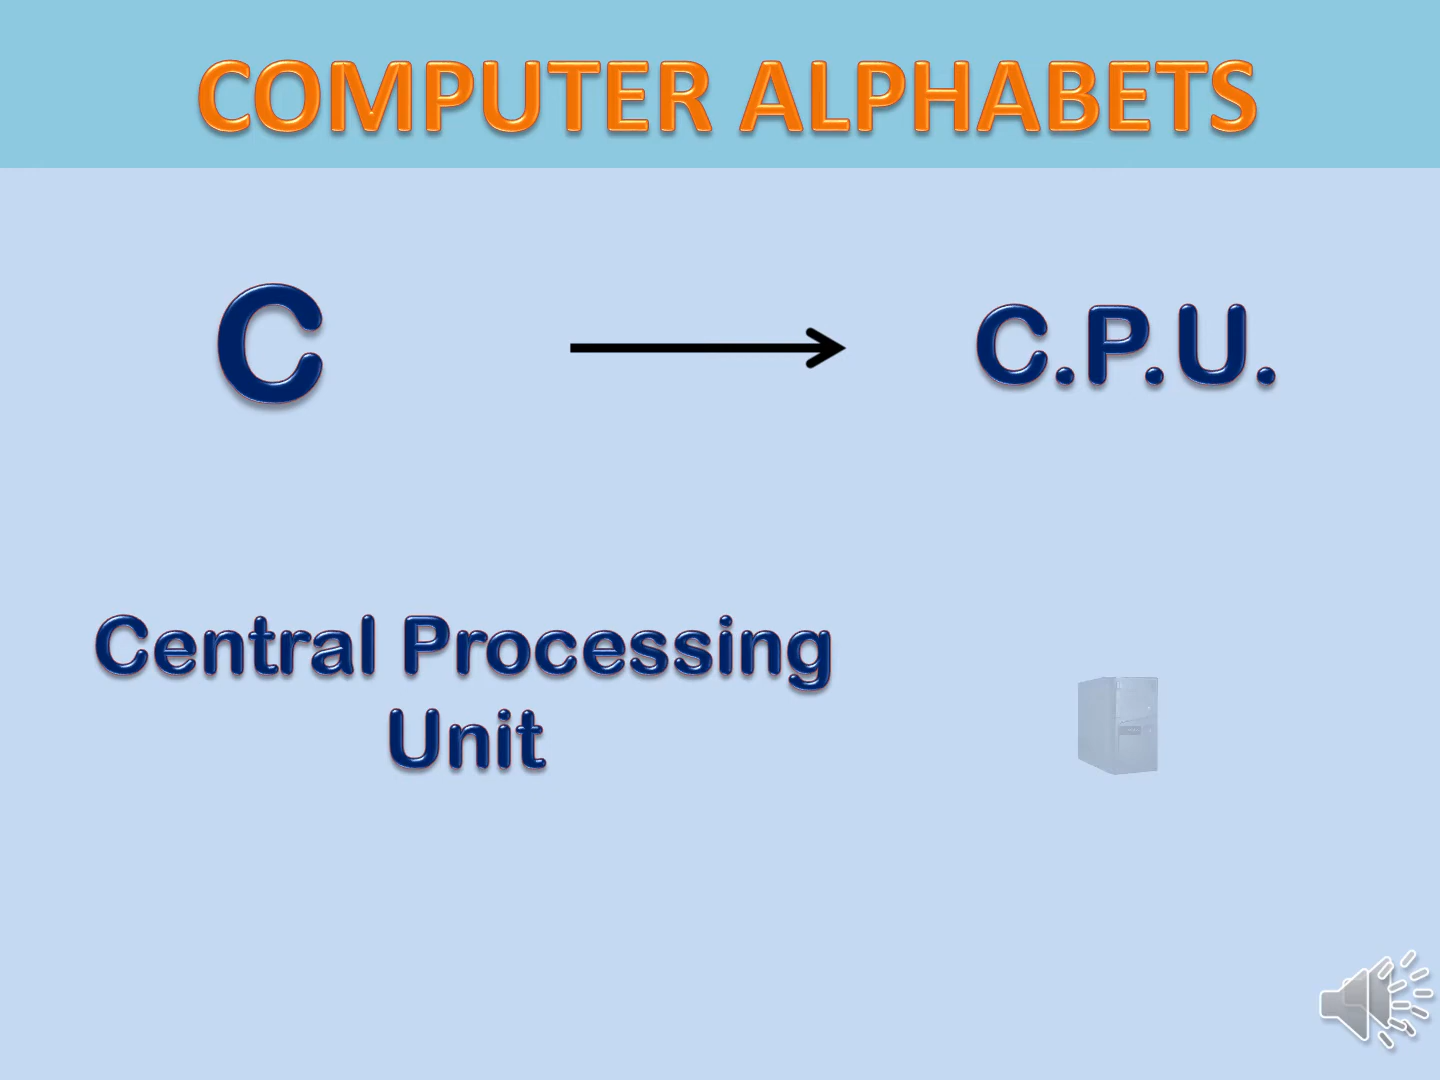 COMPUTER ALPHABETS
C
C.P.U.
Central Processing
Unit